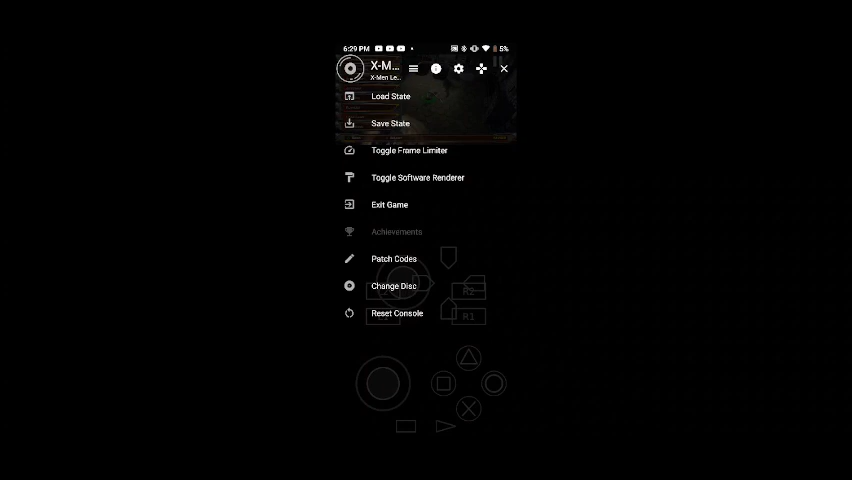 6:29 PM 5%
X-M...
X-Men Le...
Load State
Save State
Toggle Frame Limiter
Toggle Software Renderer
Exit Game
Achievements
Patch Codes
Change Disc
R2
Reset Console
R1